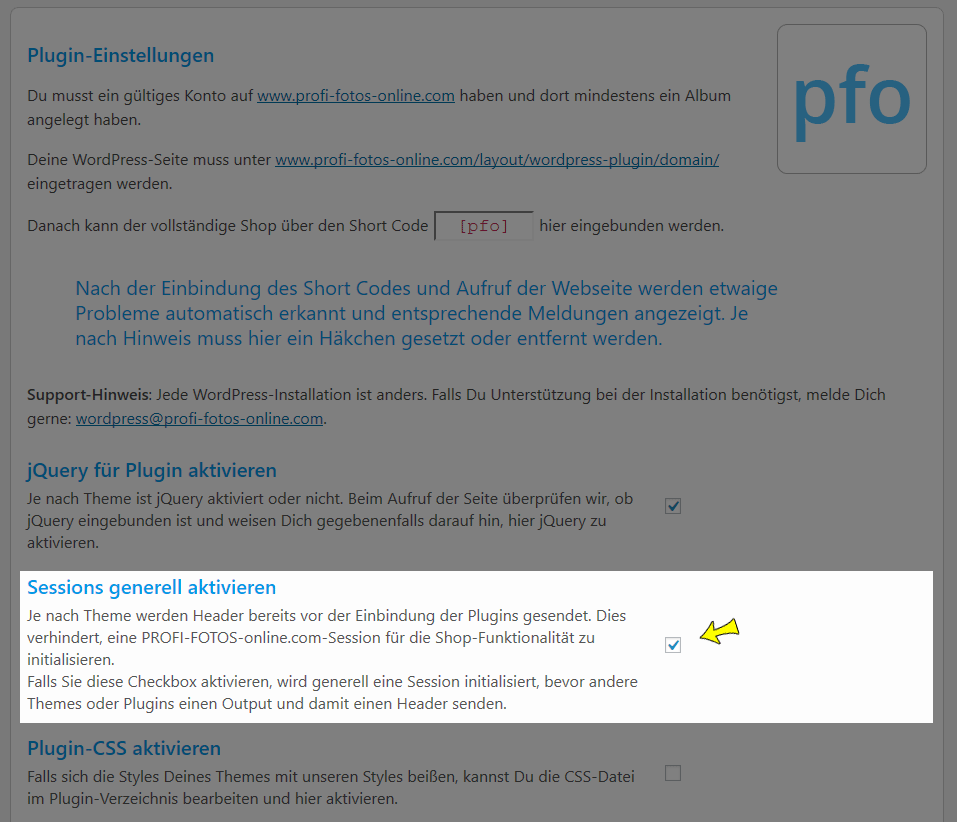 Plugin-Einstellungen
pfo
Du musst ein gültiges Konto auf www.profi-fotos-online.com haben und dort mindestens ein Album
angelegt haben.
Deine WordPress-Seite muss unter www.profi-fotos-online.com/layout/wordpress-plugin/domain/
eingetragen werden.
Danach kann der vollständige Shop über den Short Code [pfo] hier eingebunden werden.
Nach der Einbindung des Short Codes und Aufruf der Webseite werden etwaige
Probleme automatisch erkannt und entsprechende Meldungen angezeigt. Je
nach Hinweis muss hier ein Häkchen gesetzt oder entfernt werden.
Support-Hinweis: Jede WordPress-Installation ist anders. Falls Du Unterstützung bei der Installation benötigst, melde Dich
gerne: wordpress@profi-fotos-online.com.
jQuery für Plugin aktivieren
Je nach Theme ist jQuery aktiviert oder nicht. Beim Aufruf der Seite überprüfen wir, ob
jQuery eingebunden ist und weisen Dich gegebenenfalls darauf hin, hier jQuery zu
aktivieren.
Sessions generell aktivieren
Je nach Theme werden Header bereits vor der Einbindung der Plugins gesendet. Dies
verhindert, eine PROFI-FOTOS-online.com-Session für die Shop-Funktionalität zu
initialisieren.
Falls Sie diese Checkbox aktivieren, wird generell eine Session initialisiert, bevor andere
Themes oder Plugins einen Output und damit einen Header senden.
Plugin-CSS aktivieren
Falls sich die Styles Deines Themes mit unseren Styles beißen, kannst Du die CSS-Datei
im Plugin-Verzeichnis bearbeiten und hier aktivieren.